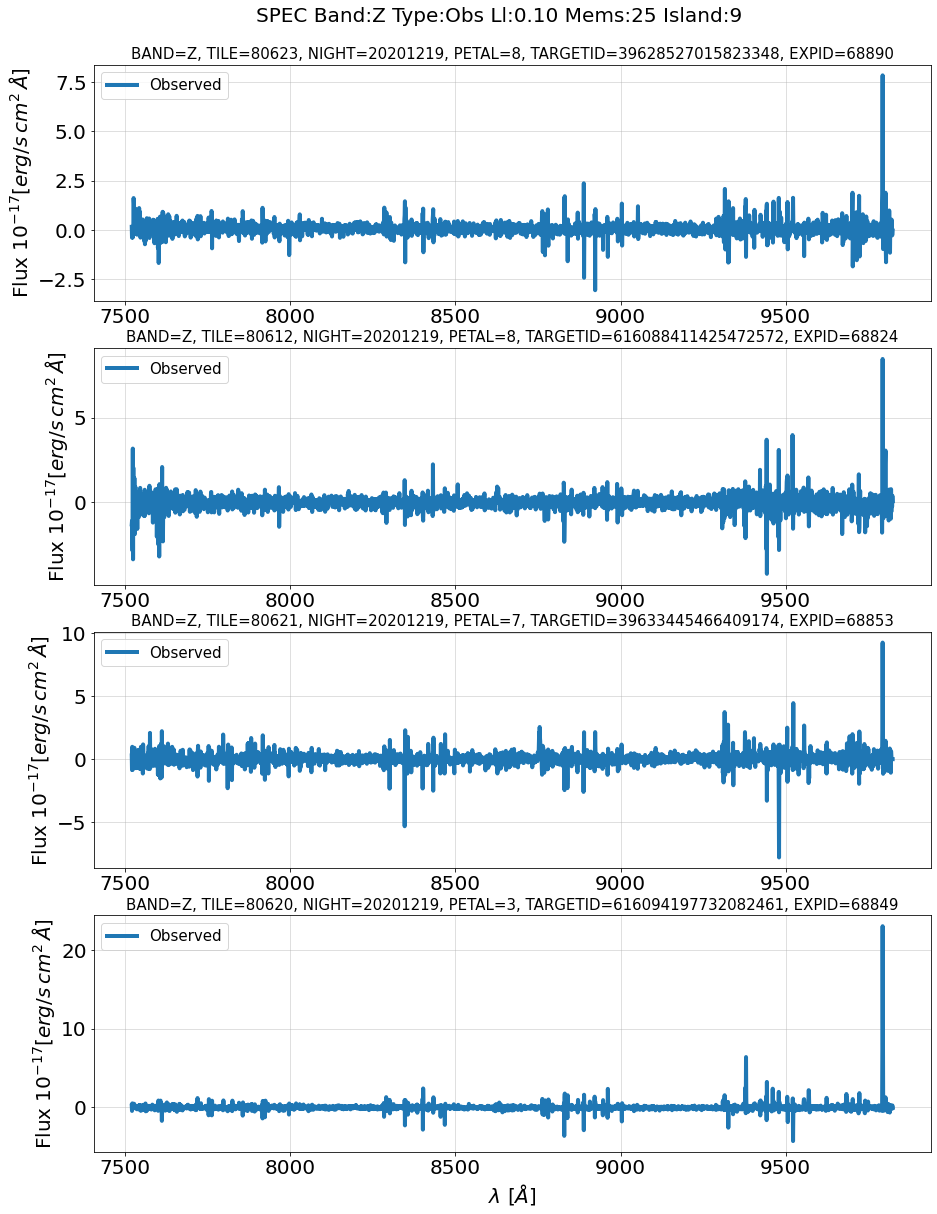 SPEC Band:Z Type:Obs Ll:0.10 Mems:25 Island:9
BAND=Z, TILE=80623, NIGHT=20201219, PETAL=8, TARGETID=39628527015823348, EXPID=68890
Observed
Flux 10⁻¹⁷[erg/s cm² Å]
7.5
5.0
2.5
0.0
−2.5
7500 8000 8500 9000 9500
BAND=Z, TILE=80612, NIGHT=20201219, PETAL=8, TARGETID=616088411425472572, EXPID=68824
Observed
Flux 10⁻¹⁷[erg/s cm² Å]
5
0
7500 8000 8500 9000 9500
BAND=Z, TILE=80621, NIGHT=20201219, PETAL=7, TARGETID=39633445466409174, EXPID=68853
Observed
Flux 10⁻¹⁷[erg/s cm² Å]
10
5
0
−5
7500 8000 8500 9000 9500
BAND=Z, TILE=80620, NIGHT=20201219, PETAL=3, TARGETID=616094197732082461, EXPID=68849
Observed
Flux 10⁻¹⁷[erg/s cm² Å]
20
10
0
7500 8000 8500 9000 9500
λ [Å]